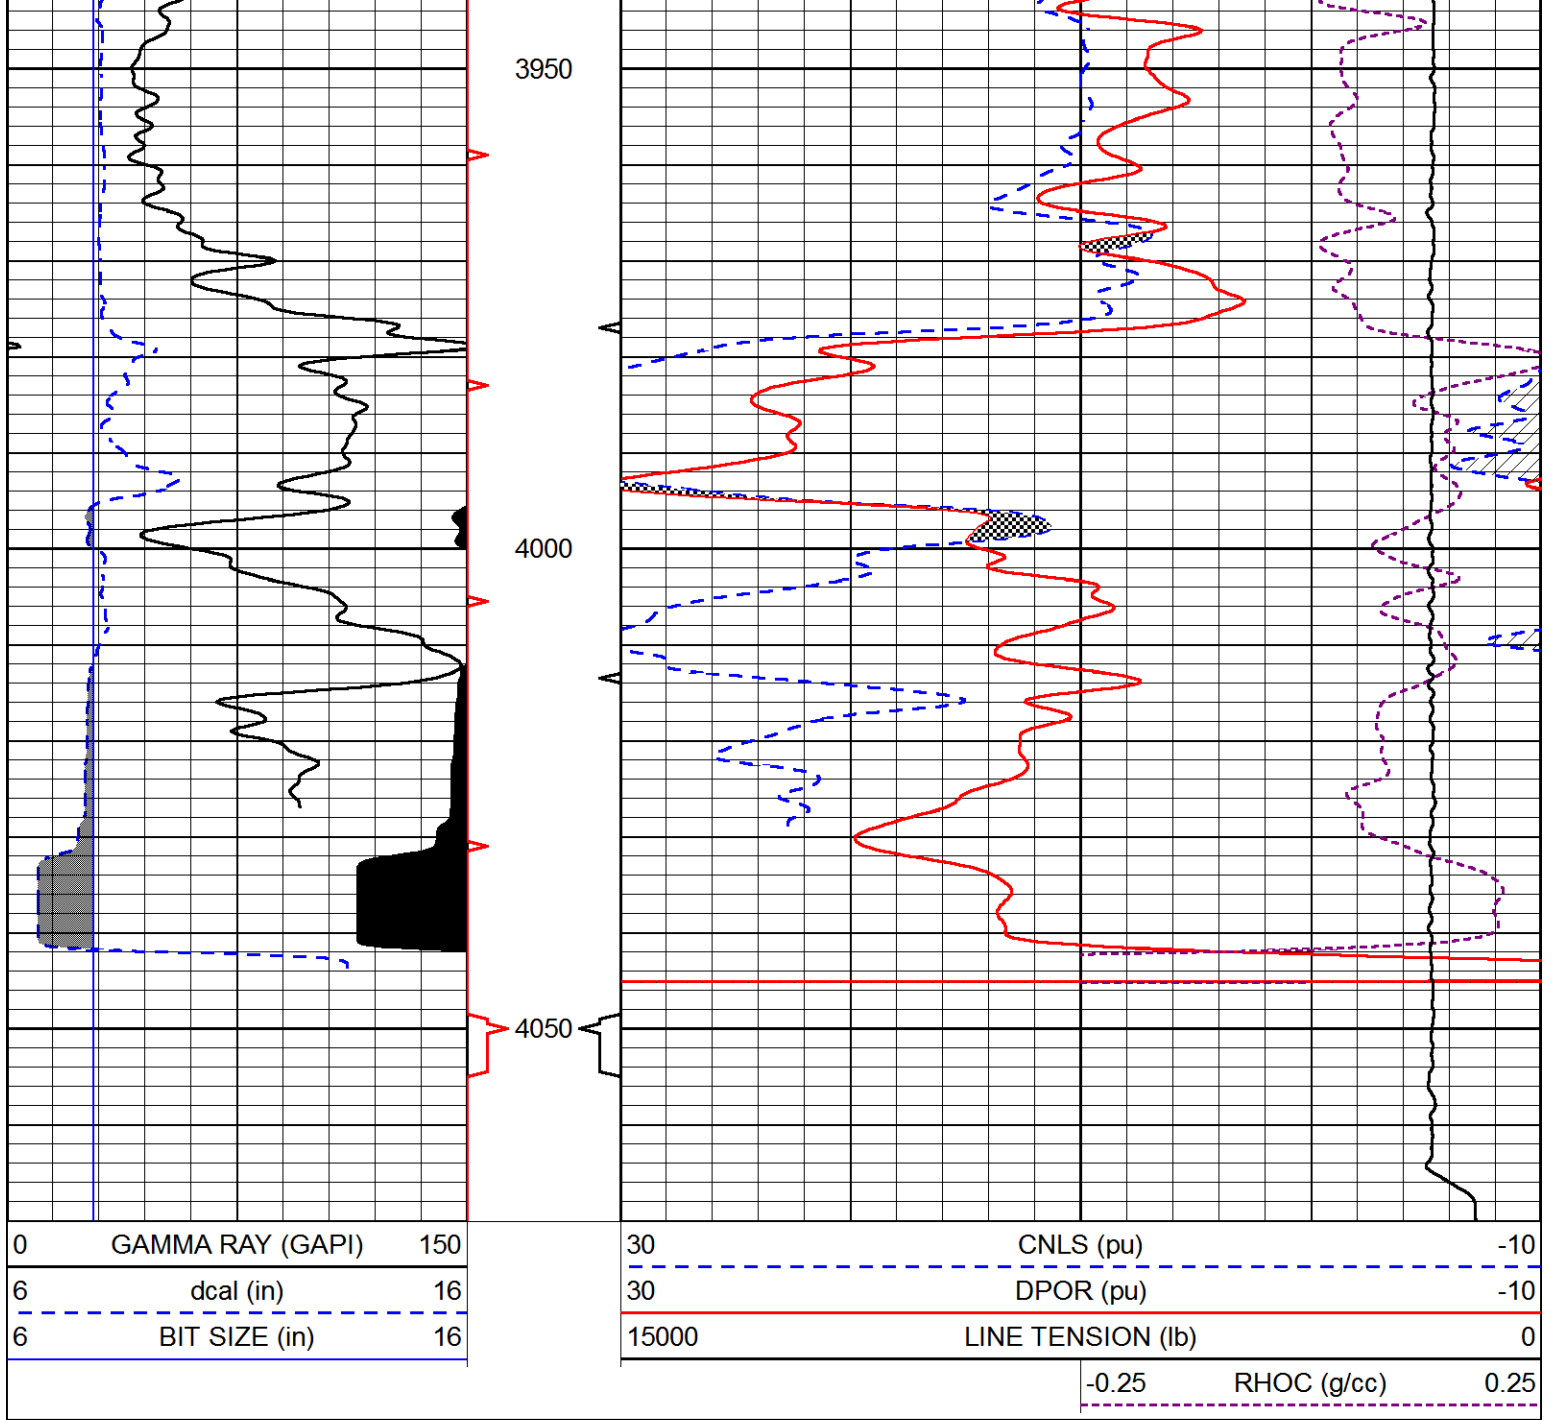 3950
4000
4050
0 GAMMA RAY (GAPI) 150
6 dcal (in) 16
6 BIT SIZE (in) 16
30 CNLS (pu) -10
30 DPOR (pu) -10
15000 LINE TENSION (lb) 0
-0.25 RHOC (g/cc) 0.25